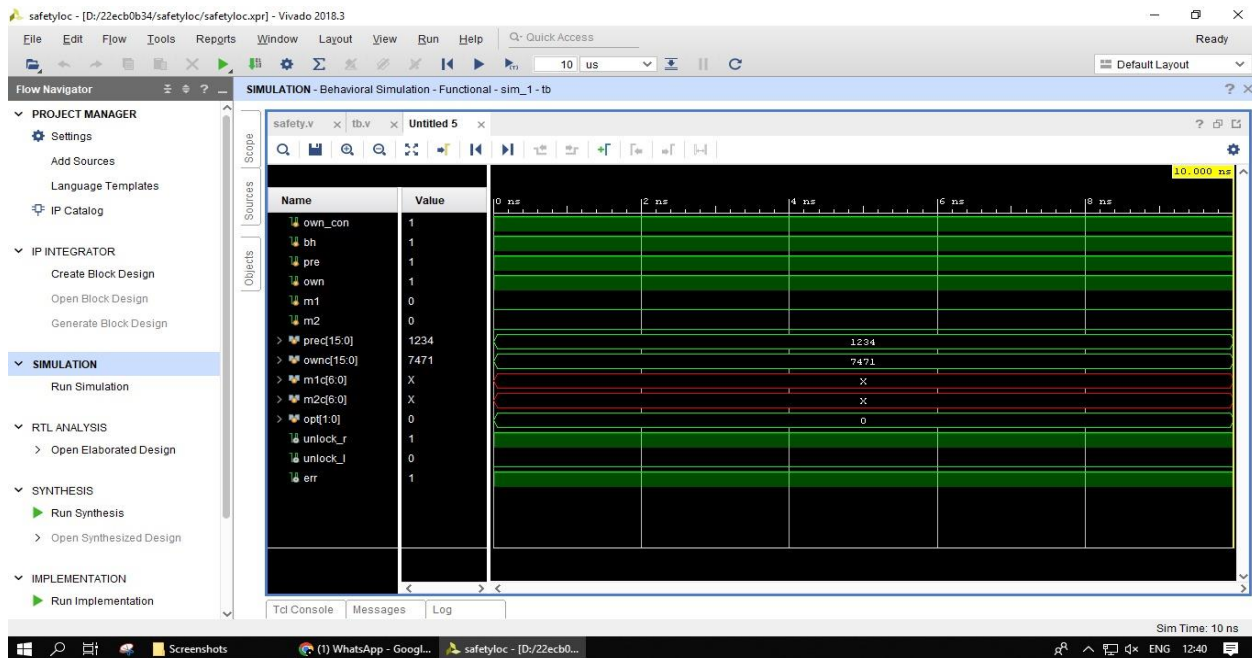 safetyloc - [D:/22ecb0b34/safetyloc/safetyloc.xpr] - Vivado 2018.3
File Edit Flow Tools Reports Window Layout View Run Help Q- Quick Access
Ready
10 us
Default Layout
Flow Navigator
SIMULATION - Behavioral Simulation - Functional - sim_1 - tb
PROJECT MANAGER
Settings
Add Sources
Language Templates
IP Catalog
IP INTEGRATOR
Create Block Design
Open Block Design
Generate Block Design
SIMULATION
Run Simulation
RTL ANALYSIS
Open Elaborated Design
SYNTHESIS
Run Synthesis
Open Synthesized Design
IMPLEMENTATION
Run Implementation
Scope
Sources
Objects
safety.v tb.v Untitled 5
10.000 ns
Name Value 0 ns 2 ns 4 ns 6 ns 8 ns
own_con 1
bh 1
pre 1
own 1
m1 0
m2 0
prec[15:0] 1234 1234
ownc[15:0] 7471 7471
m1c[6:0] X X
m2c[6:0] X X
opt[1:0] 0 0
unlock_r 1
unlock_l 0
err 1
Tcl Console Messages Log
Sim Time: 10 ns
Screenshots (1) WhatsApp - Googl... safetyloc - [D:/22ecb0... ENG 12:40